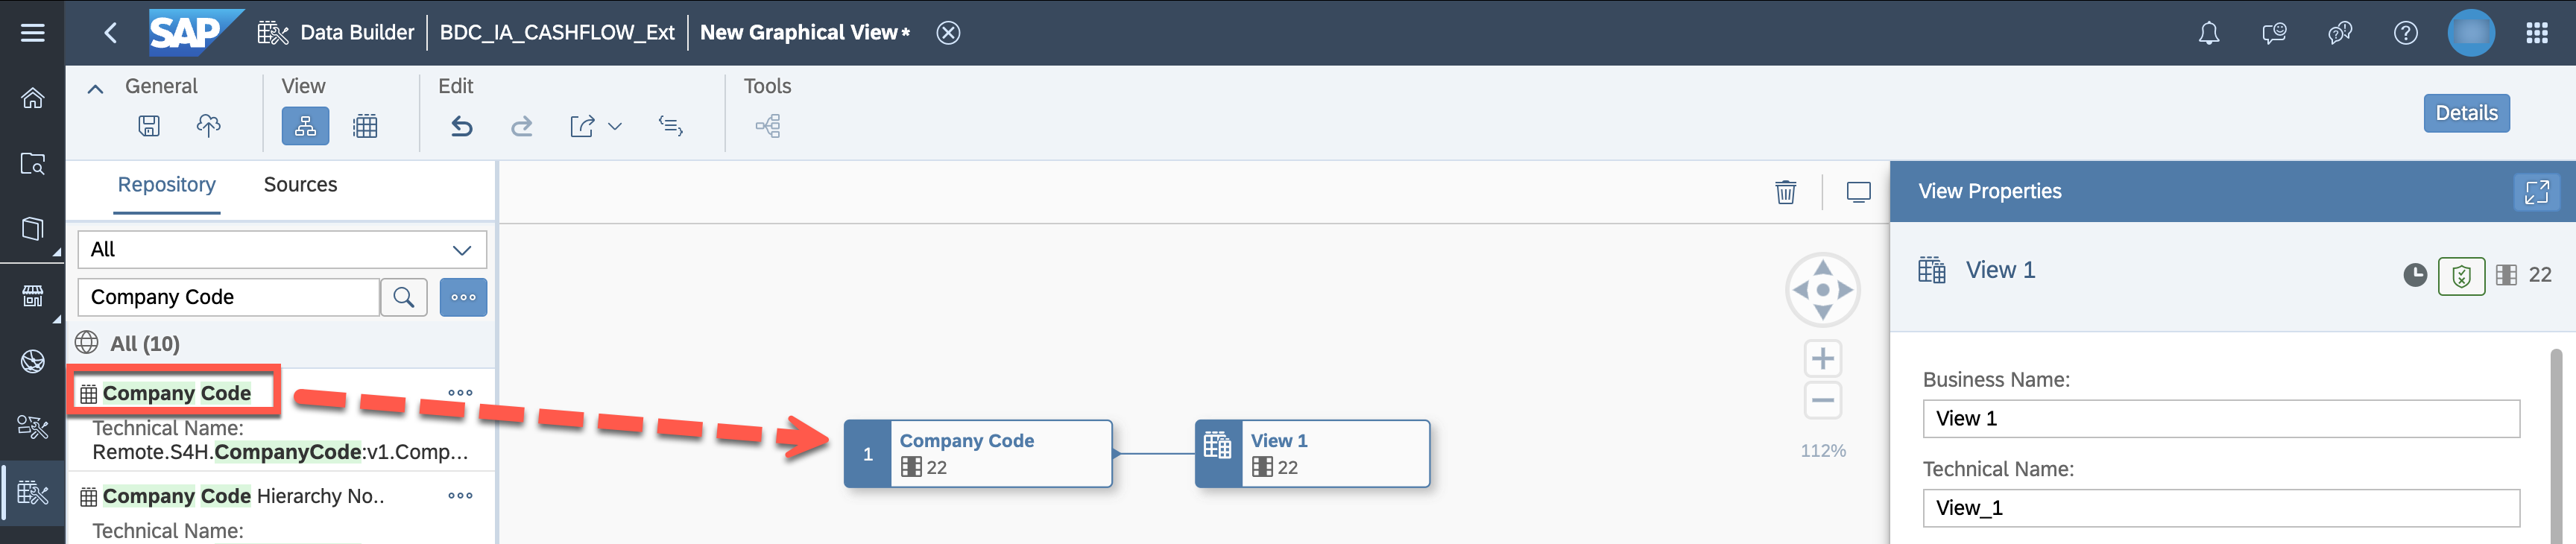 SAP Data Builder BDC_IA_CASHFLOW_Ext New Graphical View*
General View Edit Tools
Details
Repository Sources
All
Company Code
All (10)
Company Code
Technical Name:
Remote.S4H.CompanyCode:v1.Comp...
Company Code Hierarchy No..
Technical Name:
1 Company Code
22
View 1
22
112%
View Properties
View 1
22
Business Name:
View 1
Technical Name:
View_1